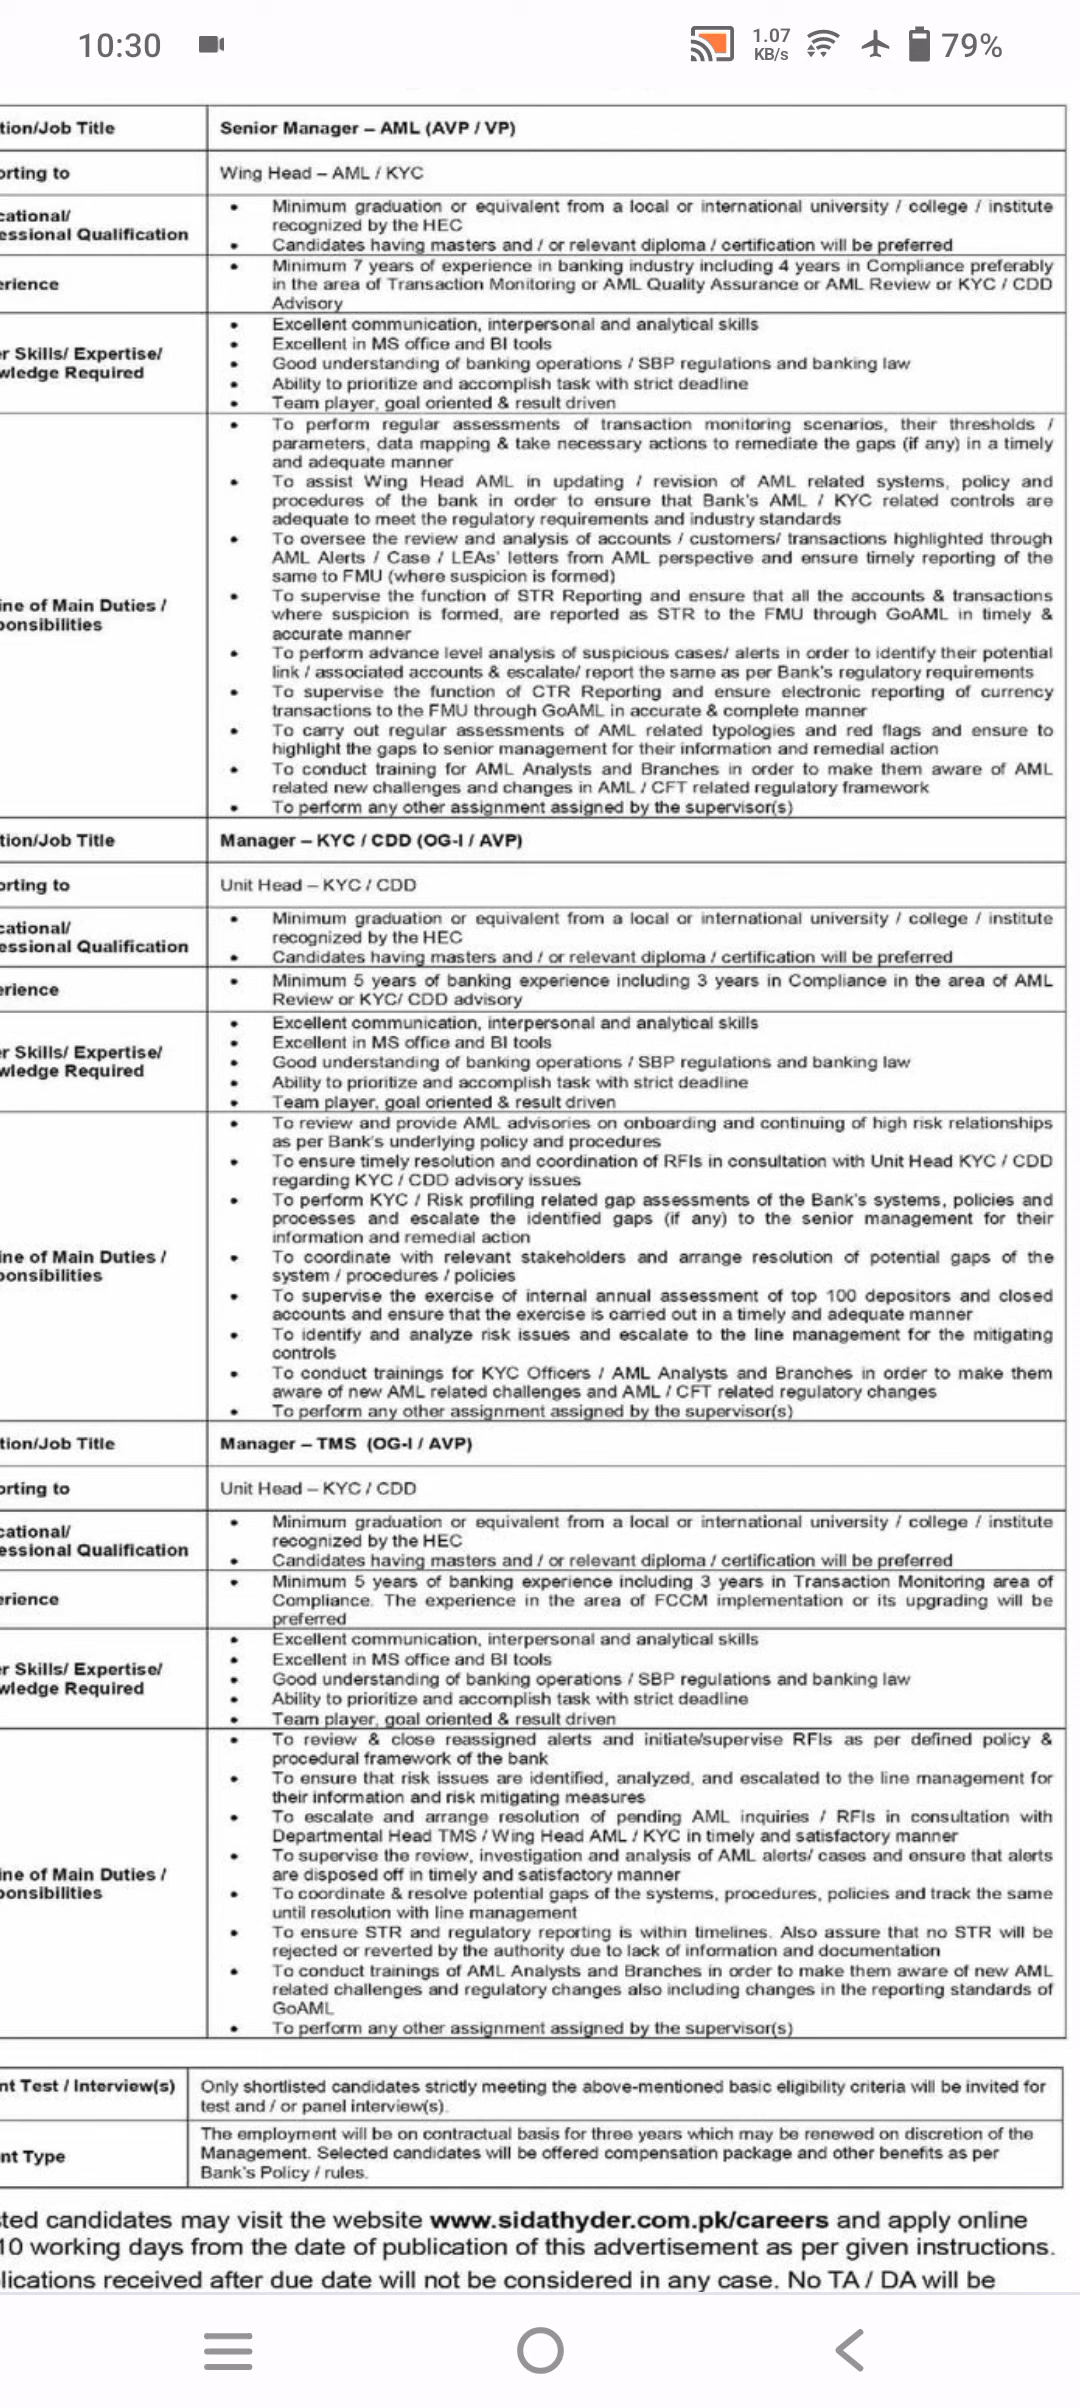 10:30
1.07
KB/s
79%
tion/Job Title
Senior Manager – AML (AVP / VP)
orting to
Wing Head – AML / KYC
cational/
essional Qualification
• Minimum graduation or equivalent from a local or international university / college / institute
recognized by the HEC
• Candidates having masters and / or relevant diploma / certification will be preferred
erience
• Minimum 7 years of experience in banking industry including 4 years in Compliance preferably
in the area of Transaction Monitoring or AML Quality Assurance or AML Review or KYC / CDD
Advisory
r Skills/ Expertise/
wledge Required
• Excellent communication, interpersonal and analytical skills
• Excellent in MS office and BI tools
• Good understanding of banking operations / SBP regulations and banking law
• Ability to prioritize and accomplish task with strict deadline
• Team player, goal oriented & result driven
ine of Main Duties /
ponsibilities
• To perform regular assessments of transaction monitoring scenarios, their thresholds /
parameters, data mapping & take necessary actions to remediate the gaps (if any) in a timely
and adequate manner
• To assist Wing Head AML in updating / revision of AML related systems, policy and
procedures of the bank in order to ensure that Bank's AML / KYC related controls are
adequate to meet the regulatory requirements and industry standards
• To oversee the review and analysis of accounts / customers/ transactions highlighted through
AML Alerts / Case / LEAs' letters from AML perspective and ensure timely reporting of the
same to FMU (where suspicion is formed)
• To supervise the function of STR Reporting and ensure that all the accounts & transactions
where suspicion is formed, are reported as STR to the FMU through GoAML in timely &
accurate manner
• To perform advance level analysis of suspicious cases/ alerts in order to identify their potential
link / associated accounts & escalate/ report the same as per Bank's regulatory requirements
• To supervise the function of CTR Reporting and ensure electronic reporting of currency
transactions to the FMU through GoAML in accurate & complete manner
• To carry out regular assessments of AML related typologies and red flags and ensure to
highlight the gaps to senior management for their information and remedial action
• To conduct training for AML Analysts and Branches in order to make them aware of AML
related new challenges and changes in AML / CFT related regulatory framework
• To perform any other assignment assigned by the supervisor(s)
tion/Job Title
Manager – KYC / CDD (OG-I / AVP)
orting to
Unit Head – KYC / CDD
cational/
essional Qualification
• Minimum graduation or equivalent from a local or international university / college / institute
recognized by the HEC
• Candidates having masters and / or relevant diploma / certification will be preferred
erience
• Minimum 5 years of banking experience including 3 years in Compliance in the area of AML
Review or KYC/ CDD advisory
r Skills/ Expertise/
wledge Required
• Excellent communication, interpersonal and analytical skills
• Excellent in MS office and BI tools
• Good understanding of banking operations / SBP regulations and banking law
• Ability to prioritize and accomplish task with strict deadline
• Team player, goal oriented & result driven
ine of Main Duties /
ponsibilities
• To review and provide AML advisories on onboarding and continuing of high risk relationships
as per Bank's underlying policy and procedures
• To ensure timely resolution and coordination of RFIs in consultation with Unit Head KYC / CDD
regarding KYC / CDD advisory issues
• To perform KYC / Risk profiling related gap assessments of the Bank's systems, policies and
processes and escalate the identified gaps (if any) to the senior management for their
information and remedial action
• To coordinate with relevant stakeholders and arrange resolution of potential gaps of the
system / procedures / policies
• To supervise the exercise of internal annual assessment of top 100 depositors and closed
accounts and ensure that the exercise is carried out in a timely and adequate manner
• To identify and analyze risk issues and escalate to the line management for the mitigating
controls
• To conduct trainings for KYC Officers / AML Analysts and Branches in order to make them
aware of new AML related challenges and AML / CFT related regulatory changes
• To perform any other assignment assigned by the supervisor(s)
tion/Job Title
Manager – TMS (OG-I / AVP)
orting to
Unit Head – KYC / CDD
cational/
essional Qualification
• Minimum graduation or equivalent from a local or international university / college / institute
recognized by the HEC
• Candidates having masters and / or relevant diploma / certification will be preferred
erience
• Minimum 5 years of banking experience including 3 years in Transaction Monitoring area of
Compliance. The experience in the area of FCCM implementation or its upgrading will be
preferred
r Skills/ Expertise/
wledge Required
• Excellent communication, interpersonal and analytical skills
• Excellent in MS office and BI tools
• Good understanding of banking operations / SBP regulations and banking law
• Ability to prioritize and accomplish task with strict deadline
• Team player, goal oriented & result driven
ine of Main Duties /
ponsibilities
• To review & close reassigned alerts and initiate/supervise RFIs as per defined policy &
procedural framework of the bank
• To ensure that risk issues are identified, analyzed, and escalated to the line management for
their information and risk mitigating measures
• To escalate and arrange resolution of pending AML inquiries / RFIs in consultation with
Departmental Head TMS / Wing Head AML / KYC in timely and satisfactory manner
• To supervise the review, investigation and analysis of AML alerts/ cases and ensure that alerts
are disposed off in timely and satisfactory manner
• To coordinate & resolve potential gaps of the systems, procedures, policies and track the same
until resolution with line management
• To ensure STR and regulatory reporting is within timelines. Also assure that no STR will be
rejected or reverted by the authority due to lack of information and documentation
• To conduct trainings of AML Analysts and Branches in order to make them aware of new AML
related challenges and regulatory changes also including changes in the reporting standards of
GoAML
• To perform any other assignment assigned by the supervisor(s)
nt Test / Interview(s)
Only shortlisted candidates strictly meeting the above-mentioned basic eligibility criteria will be invited for
test and / or panel interview(s).
nt Type
The employment will be on contractual basis for three years which may be renewed on discretion of the
Management. Selected candidates will be offered compensation package and other benefits as per
Bank's Policy / rules.
ted candidates may visit the website www.sidathyder.com.pk/careers and apply online
10 working days from the date of publication of this advertisement as per given instructions.
lications received after due date will not be considered in any case. No TA / DA will be